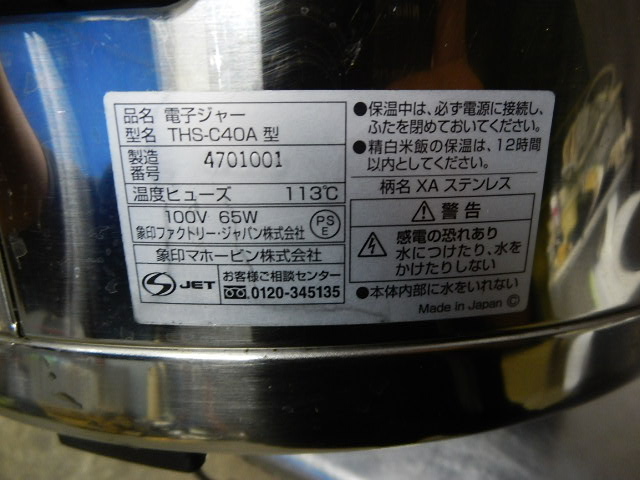 品名 電子ジャー
型名 THS-C40A 型
製造
番号 4701001
温度ヒューズ 113℃
100V 65W
象印ファクトリー・ジャパン株式会社
PS
E
象印マホービン株式会社
JET
お客様ご相談センター
0120-345135
●保温中は、必ず電源に接続し、
ふたを閉めておいてください。
●精白米飯の保温は、12時間
以内としてください。
柄名 XA ステンレス
警告
感電の恐れあり
水につけたり、水を
かけたりしない
●本体内部に水をいれない
Made in Japan Ⓒ